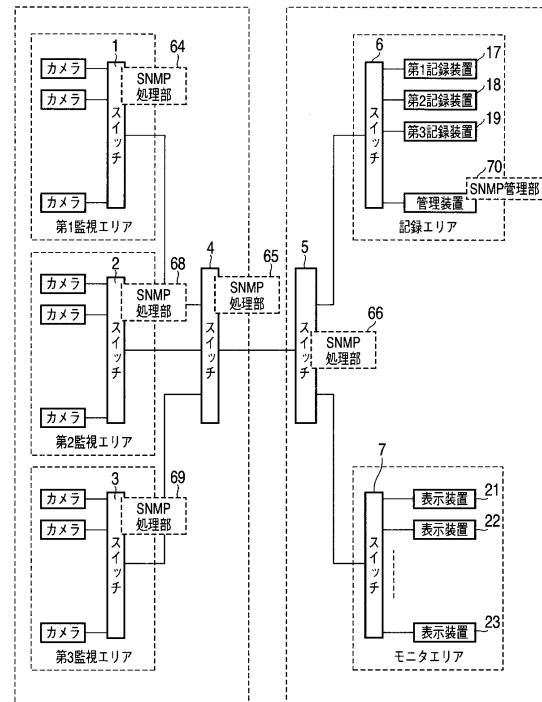 1
64
カメラ
SNMP
処理部
カメラ
スイッチ
カメラ
第1監視エリア
2
68
カメラ
SNMP
処理部
カメラ
スイッチ
カメラ
第2監視エリア
3
69
カメラ
SNMP
処理部
カメラ
スイッチ
カメラ
第3監視エリア
4
65
SNMP
処理部
スイッチ
5
66
SNMP
処理部
スイッチ
6
17
第1記録装置
18
第2記録装置
19
第3記録装置
スイッチ
70
SNMP管理部
管理装置
記録エリア
7
21
表示装置
22
表示装置
スイッチ
23
表示装置
モニタエリア